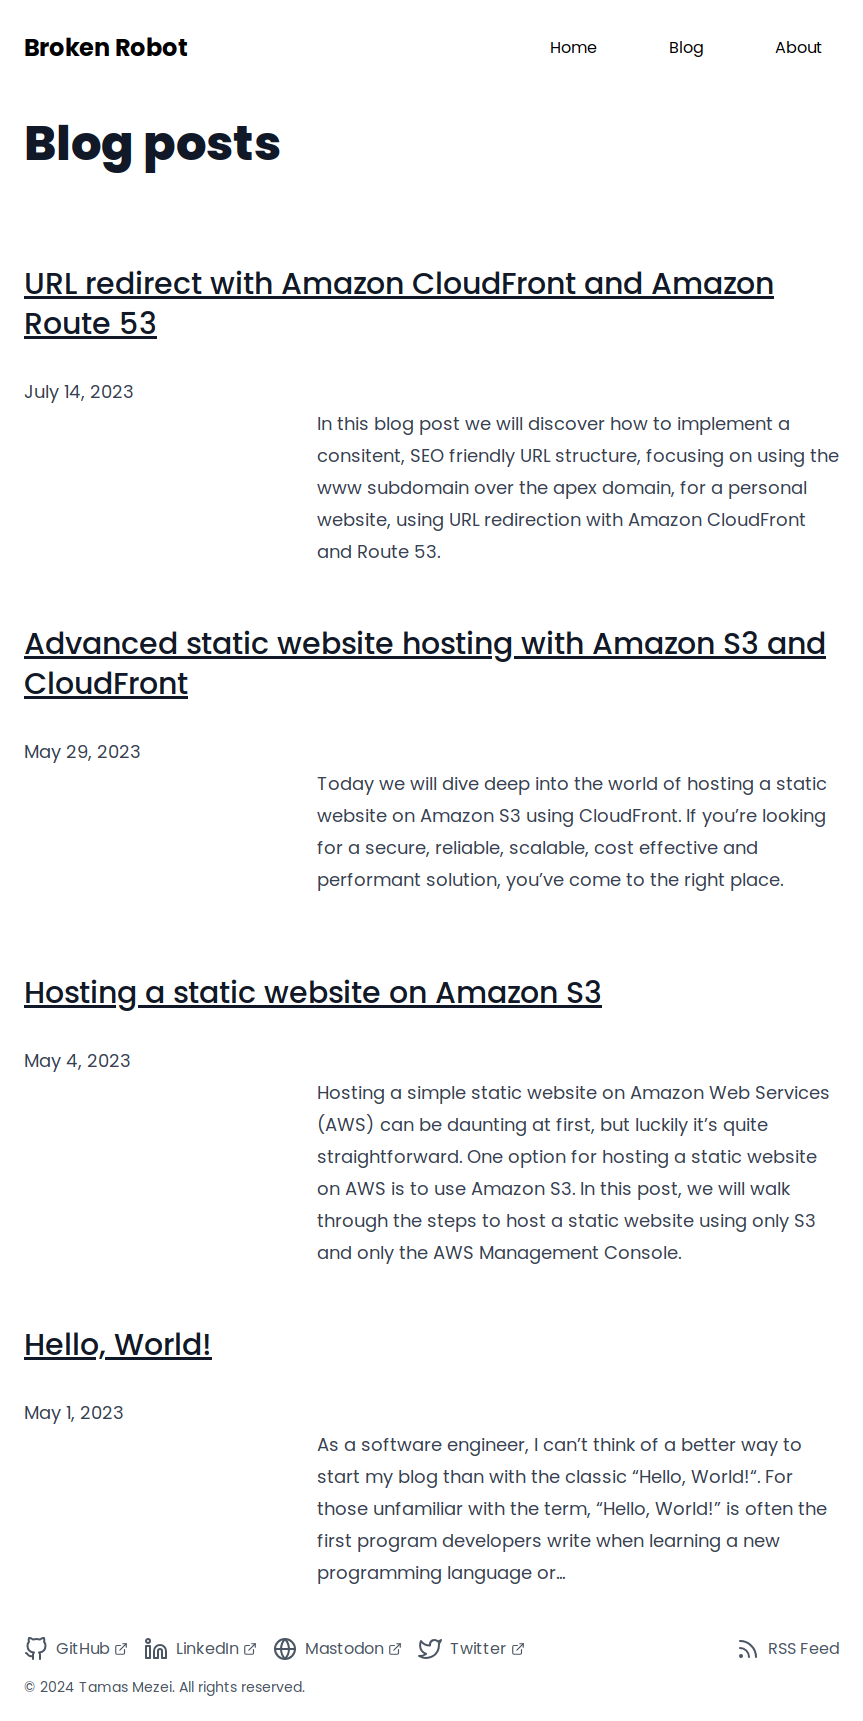 Broken Robot
Home
Blog
About
Blog posts
URL redirect with Amazon CloudFront and Amazon
Route 53
July 14, 2023
In this blog post we will discover how to implement a
consitent, SEO friendly URL structure, focusing on using the
www subdomain over the apex domain, for a personal
website, using URL redirection with Amazon CloudFront
and Route 53.
Advanced static website hosting with Amazon S3 and
CloudFront
May 29, 2023
Today we will dive deep into the world of hosting a static
website on Amazon S3 using CloudFront. If you’re looking
for a secure, reliable, scalable, cost effective and
performant solution, you’ve come to the right place.
Hosting a static website on Amazon S3
May 4, 2023
Hosting a simple static website on Amazon Web Services
(AWS) can be daunting at first, but luckily it’s quite
straightforward. One option for hosting a static website
on AWS is to use Amazon S3. In this post, we will walk
through the steps to host a static website using only S3
and only the AWS Management Console.
Hello, World!
May 1, 2023
As a software engineer, I can’t think of a better way to
start my blog than with the classic “Hello, World!“. For
those unfamiliar with the term, “Hello, World!” is often the
first program developers write when learning a new
programming language or…
GitHub
LinkedIn
Mastodon
Twitter
RSS Feed
© 2024 Tamas Mezei. All rights reserved.